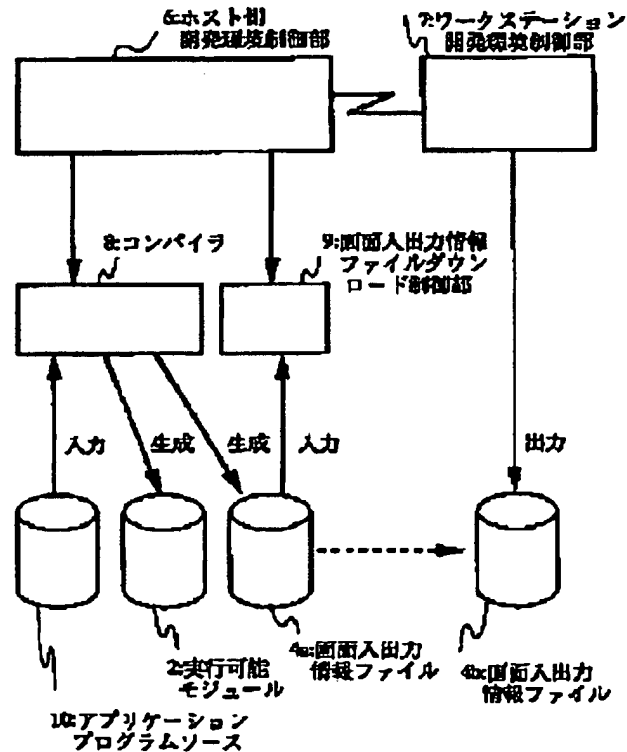 6:ホスト側
開発環境制御部
7:ワークステーション
開発環境制御部
8:コンパイラ
9:画面入出力情報
ファイルダウン
ロード制御部
入力
生成
生成
入力
出力
4a:画面入出力
情報ファイル
4b:画面入出力
情報ファイル
2:実行可能
モジュール
10:アプリケーション
プログラムソース